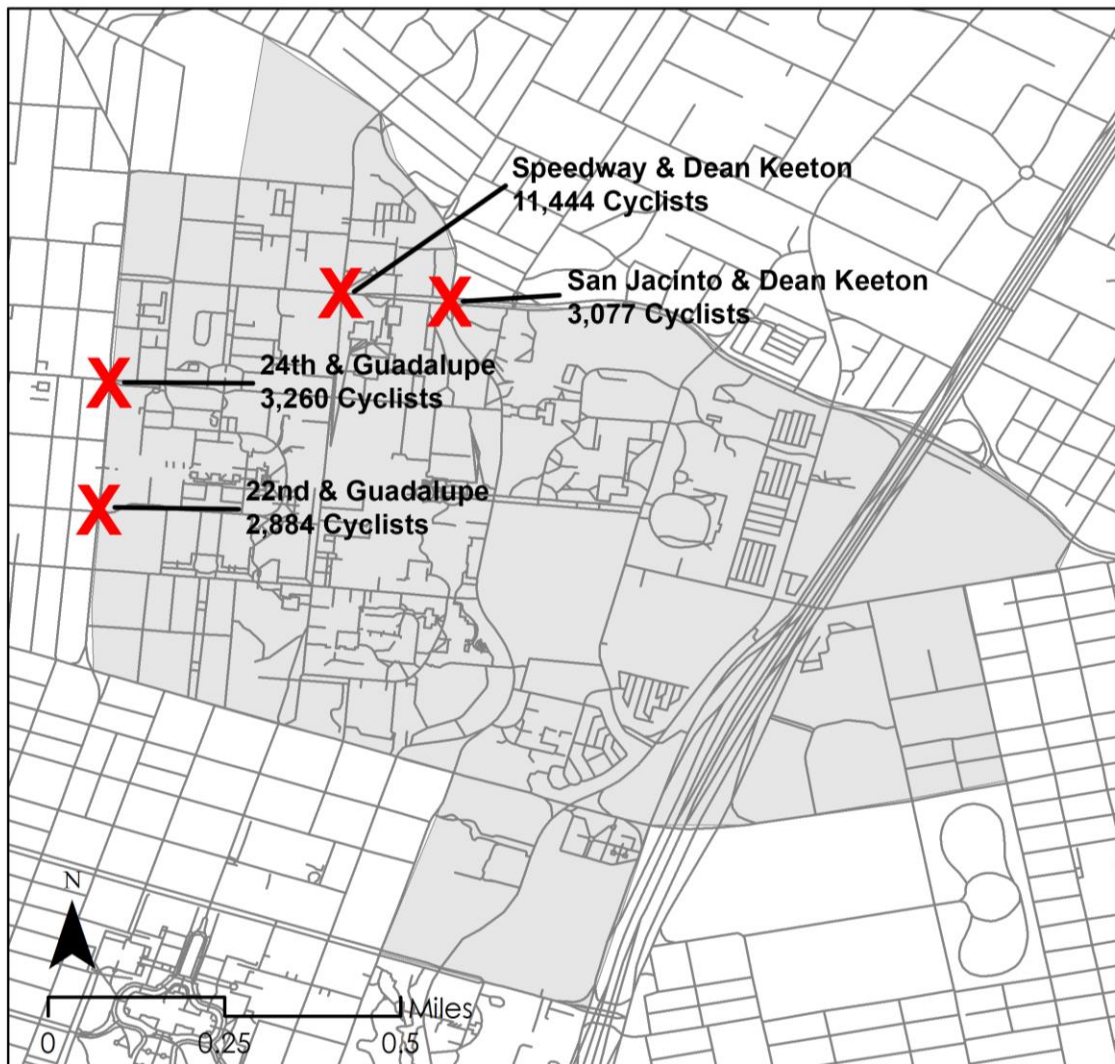 Speedway & Dean Keeton
11,444 Cyclists
San Jacinto & Dean Keeton
3,077 Cyclists
24th & Guadalupe
3,260 Cyclists
22nd & Guadalupe
2,884 Cyclists
N
Miles
0 0.25 0.5